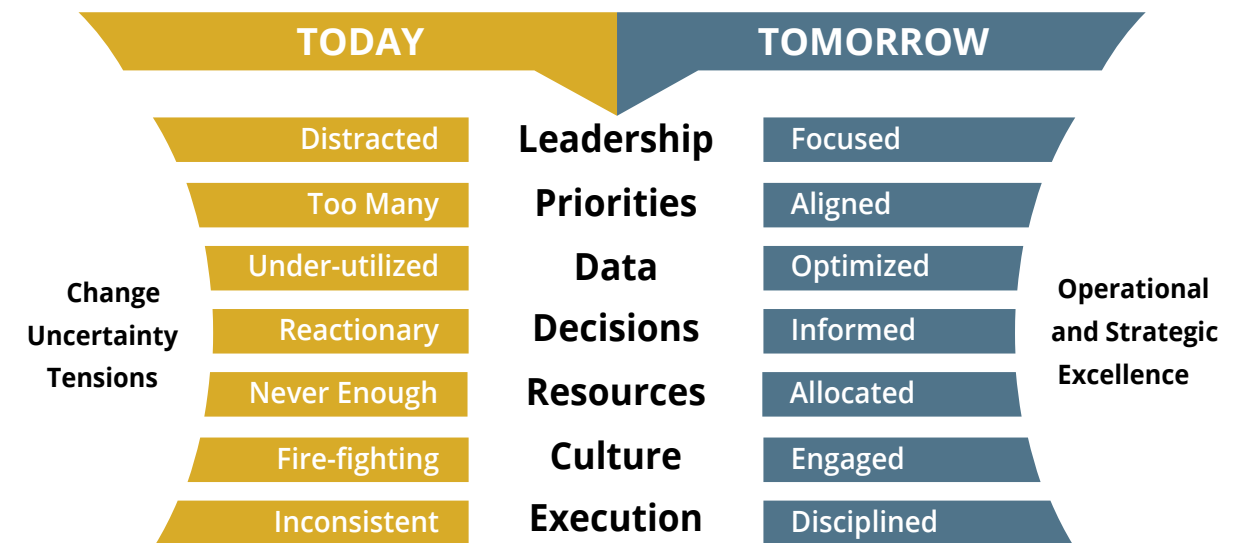 TODAY TOMORROW
Distracted Leadership Focused
Too Many Priorities Aligned
Under-utilized Data Optimized
Change
Uncertainty
Tensions
Reactionary Decisions Informed
Operational
and Strategic
Excellence
Never Enough Resources Allocated
Fire-fighting Culture Engaged
Inconsistent Execution Disciplined